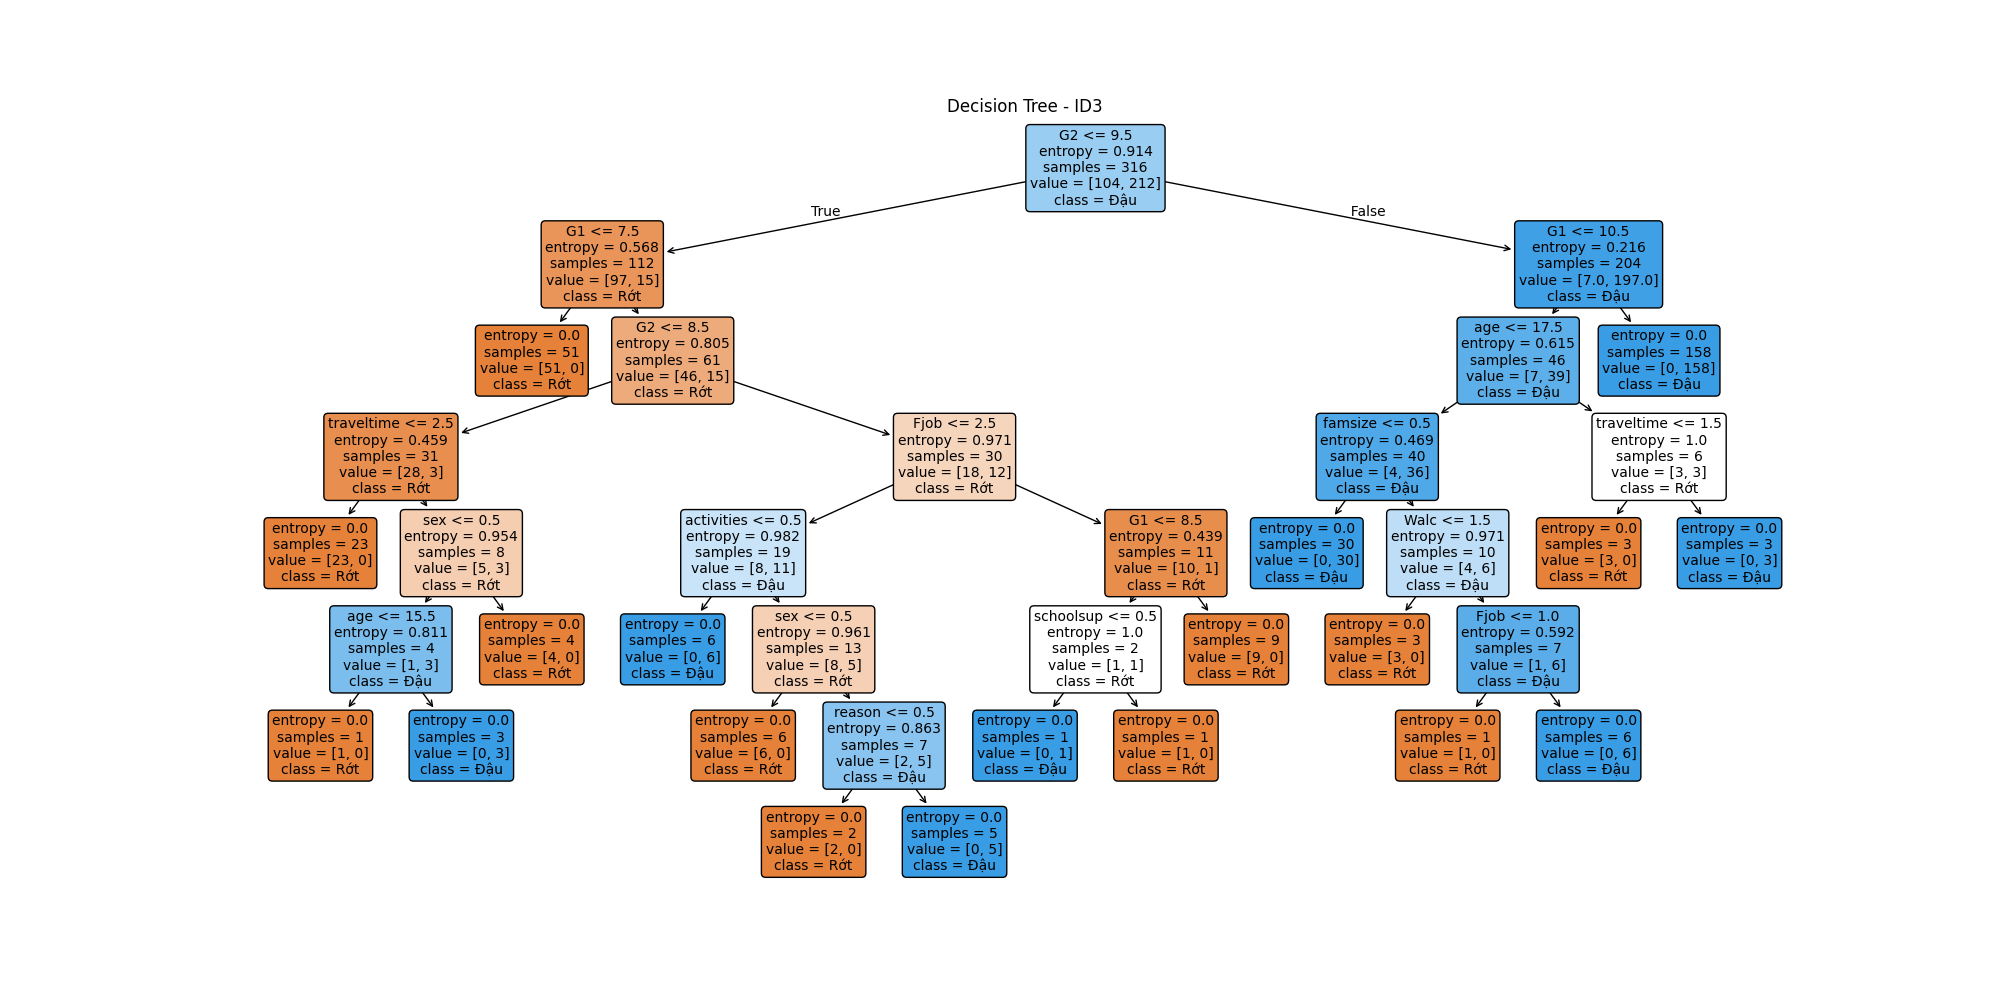 Decision Tree - ID3
G2 <= 9.5
entropy = 0.914
samples = 316
value = [104, 212]
class = Đậu
True
False
G1 <= 7.5
entropy = 0.568
samples = 112
value = [97, 15]
class = Rớt
G1 <= 10.5
entropy = 0.216
samples = 204
value = [7.0, 197.0]
class = Đậu
entropy = 0.0
samples = 51
value = [51, 0]
class = Rớt
G2 <= 8.5
entropy = 0.805
samples = 61
value = [46, 15]
class = Rớt
age <= 17.5
entropy = 0.615
samples = 46
value = [7, 39]
class = Đậu
entropy = 0.0
samples = 158
value = [0, 158]
class = Đậu
traveltime <= 2.5
entropy = 0.459
samples = 31
value = [28, 3]
class = Rớt
Fjob <= 2.5
entropy = 0.971
samples = 30
value = [18, 12]
class = Rớt
famsize <= 0.5
entropy = 0.469
samples = 40
value = [4, 36]
class = Đậu
traveltime <= 1.5
entropy = 1.0
samples = 6
value = [3, 3]
class = Rớt
entropy = 0.0
samples = 23
value = [23, 0]
class = Rớt
sex <= 0.5
entropy = 0.954
samples = 8
value = [5, 3]
class = Rớt
activities <= 0.5
entropy = 0.982
samples = 19
value = [8, 11]
class = Đậu
G1 <= 8.5
entropy = 0.439
samples = 11
value = [10, 1]
class = Rớt
entropy = 0.0
samples = 30
value = [0, 30]
class = Đậu
Walc <= 1.5
entropy = 0.971
samples = 10
value = [4, 6]
class = Đậu
entropy = 0.0
samples = 3
value = [3, 0]
class = Rớt
entropy = 0.0
samples = 3
value = [0, 3]
class = Đậu
age <= 15.5
entropy = 0.811
samples = 4
value = [1, 3]
class = Đậu
entropy = 0.0
samples = 4
value = [4, 0]
class = Rớt
entropy = 0.0
samples = 6
value = [0, 6]
class = Đậu
sex <= 0.5
entropy = 0.961
samples = 13
value = [8, 5]
class = Rớt
schoolsup <= 0.5
entropy = 1.0
samples = 2
value = [1, 1]
class = Rớt
entropy = 0.0
samples = 9
value = [9, 0]
class = Rớt
entropy = 0.0
samples = 3
value = [3, 0]
class = Rớt
Fjob <= 1.0
entropy = 0.592
samples = 7
value = [1, 6]
class = Đậu
entropy = 0.0
samples = 1
value = [1, 0]
class = Rớt
entropy = 0.0
samples = 3
value = [0, 3]
class = Đậu
entropy = 0.0
samples = 6
value = [6, 0]
class = Rớt
reason <= 0.5
entropy = 0.863
samples = 7
value = [2, 5]
class = Đậu
entropy = 0.0
samples = 1
value = [0, 1]
class = Đậu
entropy = 0.0
samples = 1
value = [1, 0]
class = Rớt
entropy = 0.0
samples = 1
value = [1, 0]
class = Rớt
entropy = 0.0
samples = 6
value = [0, 6]
class = Đậu
entropy = 0.0
samples = 2
value = [2, 0]
class = Rớt
entropy = 0.0
samples = 5
value = [0, 5]
class = Đậu